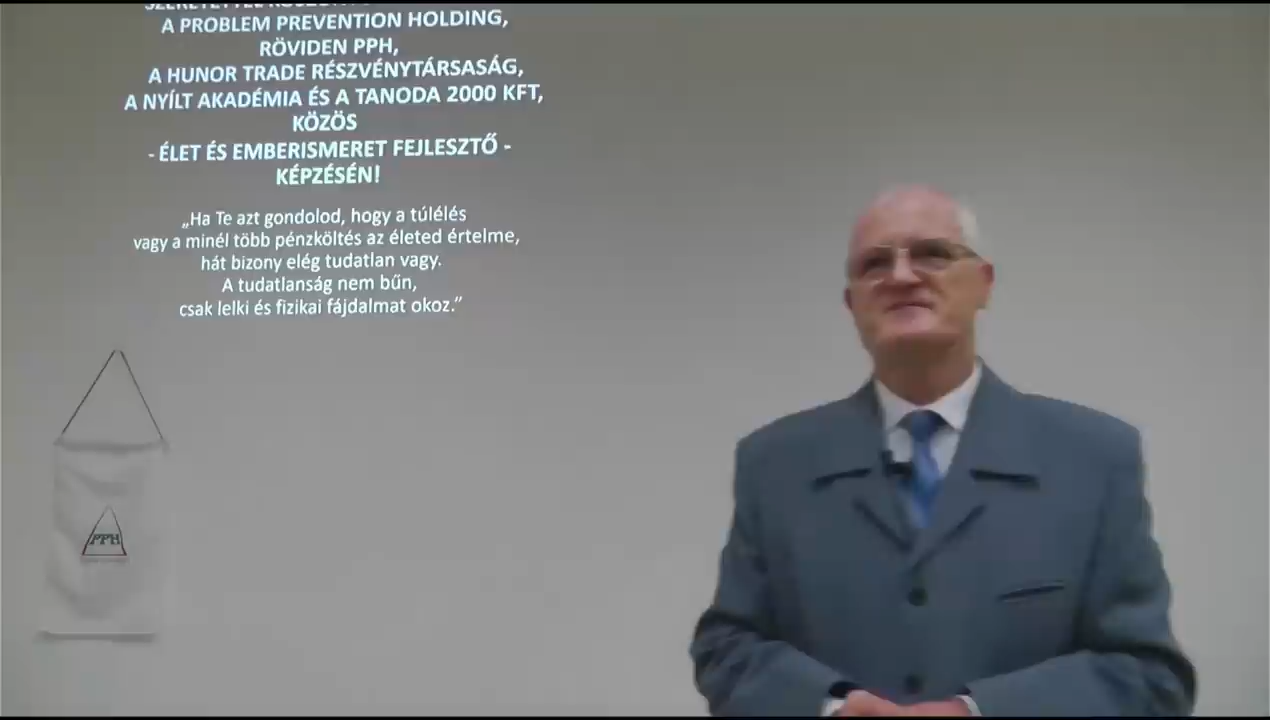 A PROBLEM PREVENTION HOLDING,
RÖVIDEN PPH,
A HUNOR TRADE RÉSZVÉNYTÁRSASÁG,
A NYÍLT AKADÉMIA ÉS A TANODA 2000 KFT,
KÖZÖS
- ÉLET ÉS EMBERISMERET FEJLESZTŐ -
KÉPZÉSÉN!
„Ha Te azt gondolod, hogy a túlélés
vagy a minél több pénzköltés az életed értelme,
hát bizony elég tudatlan vagy.
A tudatlanság nem bűn,
csak lelki és fizikai fájdalmat okoz.”
PPH